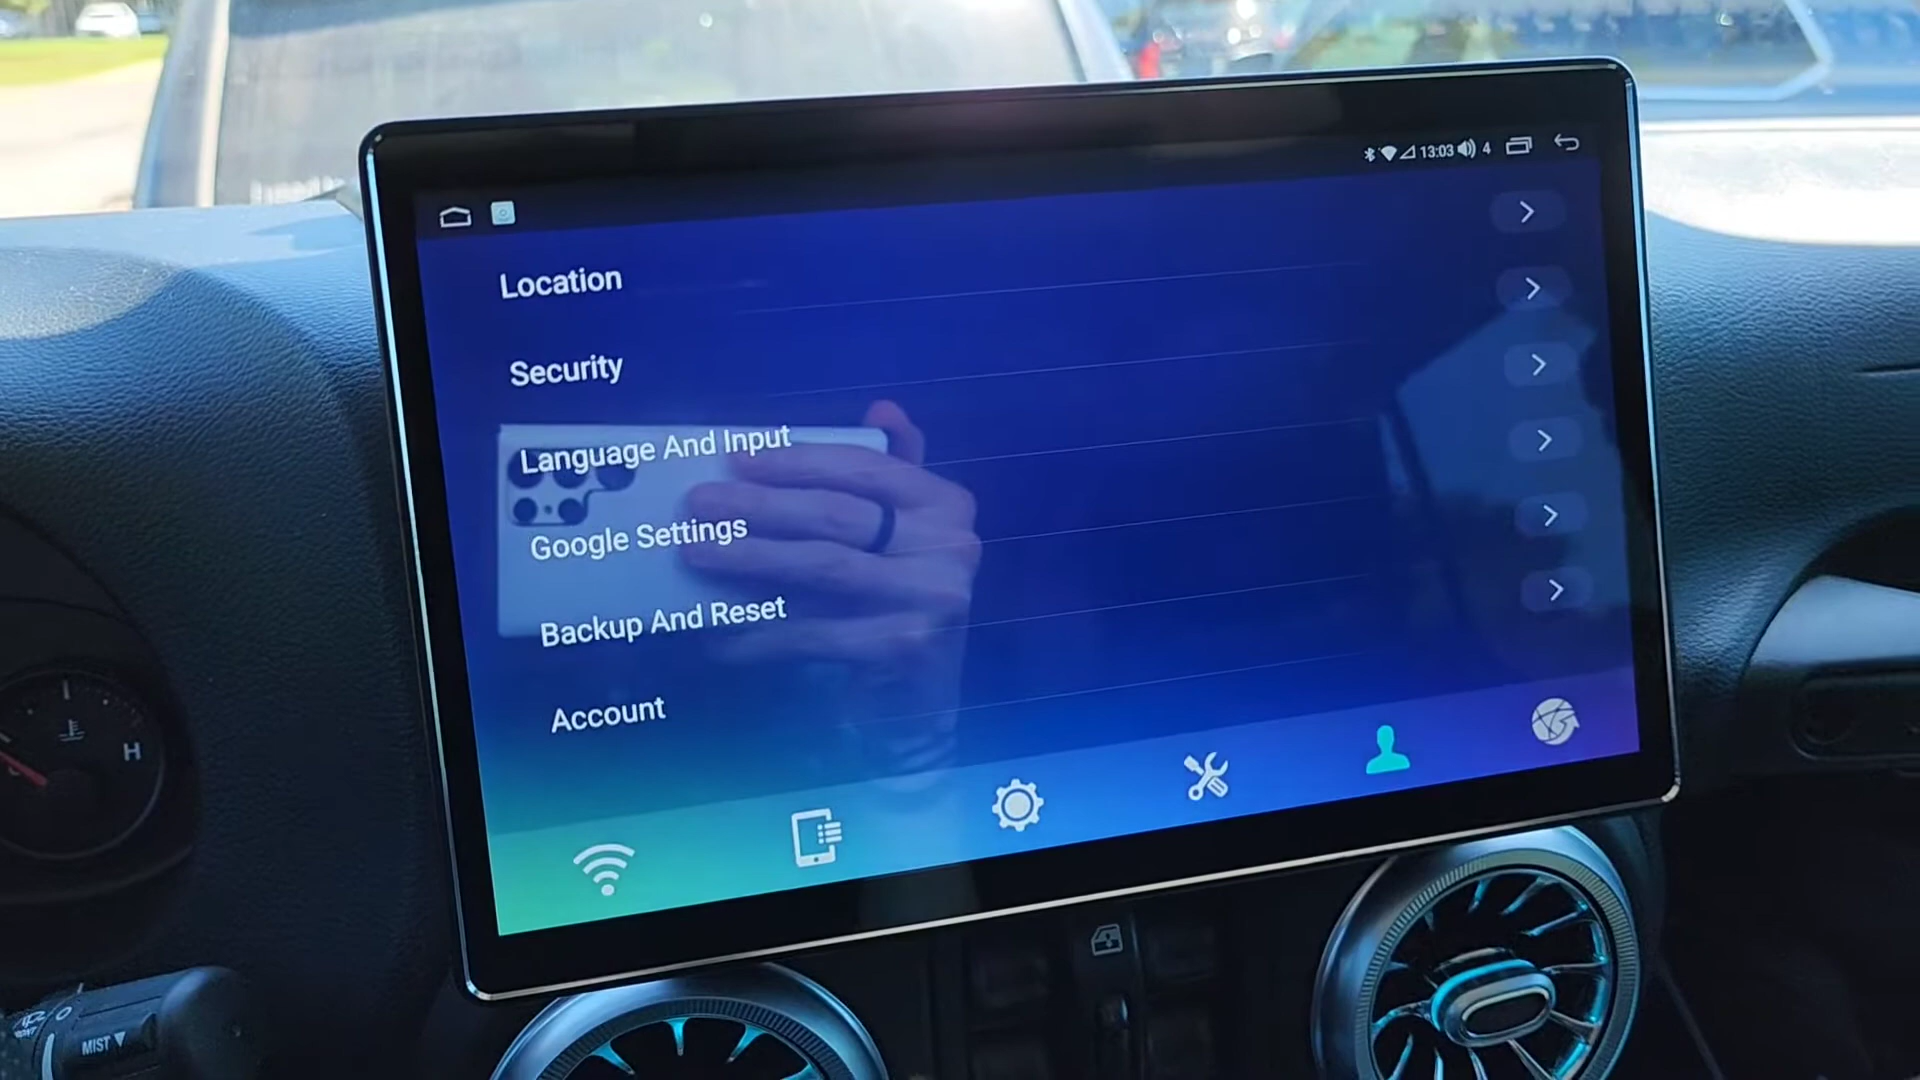 13:03 4
Location
Security
Language And Input
Google Settings
Backup And Reset
Account
H
MIST